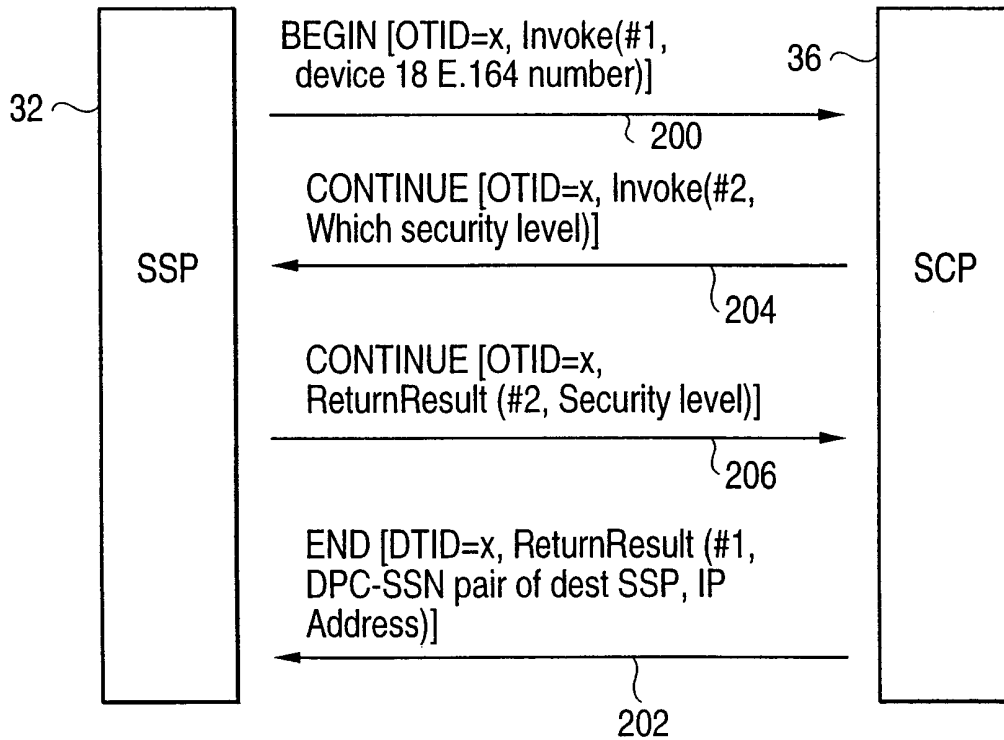 BEGIN [OTID=x, Invoke(#1,
device 18 E.164 number)]
36
32
200
CONTINUE [OTID=x, Invoke(#2,
Which security level)]
SSP
SCP
204
CONTINUE [OTID=x,
ReturnResult (#2, Security level)]
206
END [DTID=x, ReturnResult (#1,
DPC-SSN pair of dest SSP, IP
Address)]
202